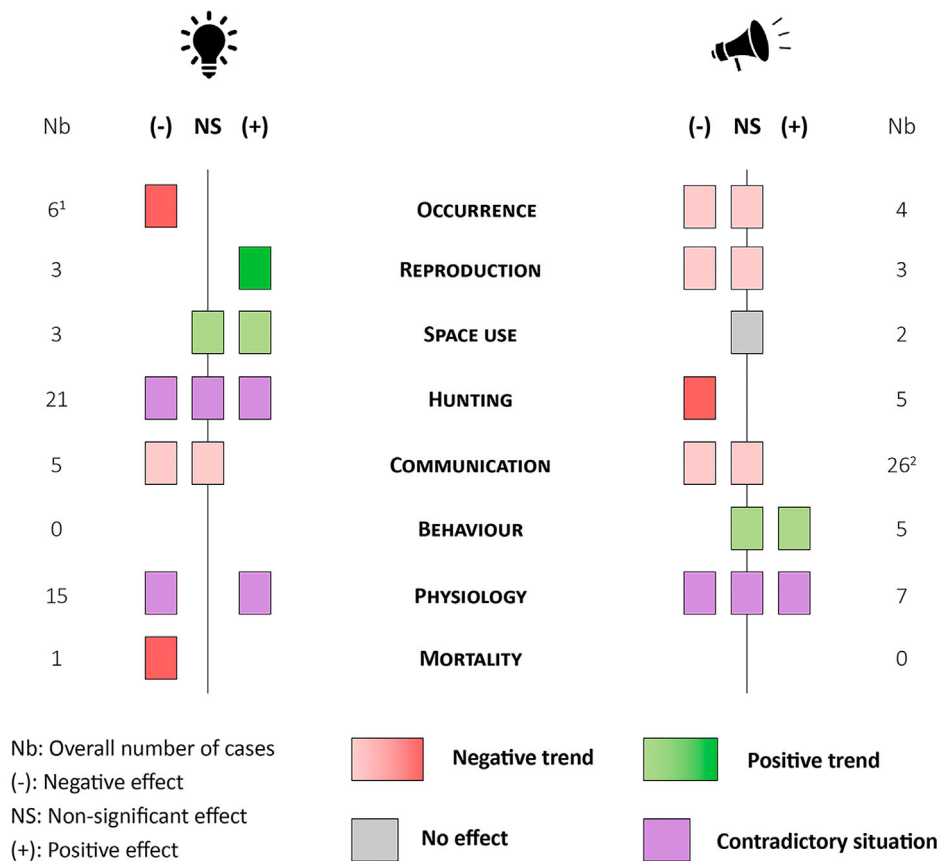 Nb (-) NS (+) (-) NS (+) Nb
6¹ OCCURRENCE 4
3 REPRODUCTION 3
3 SPACE USE 2
21 HUNTING 5
5 COMMUNICATION 26²
0 BEHAVIOUR 5
15 PHYSIOLOGY 7
1 MORTALITY 0
Nb: Overall number of cases
(-): Negative effect
NS: Non-significant effect
(+): Positive effect
Negative trend
Positive trend
No effect
Contradictory situation